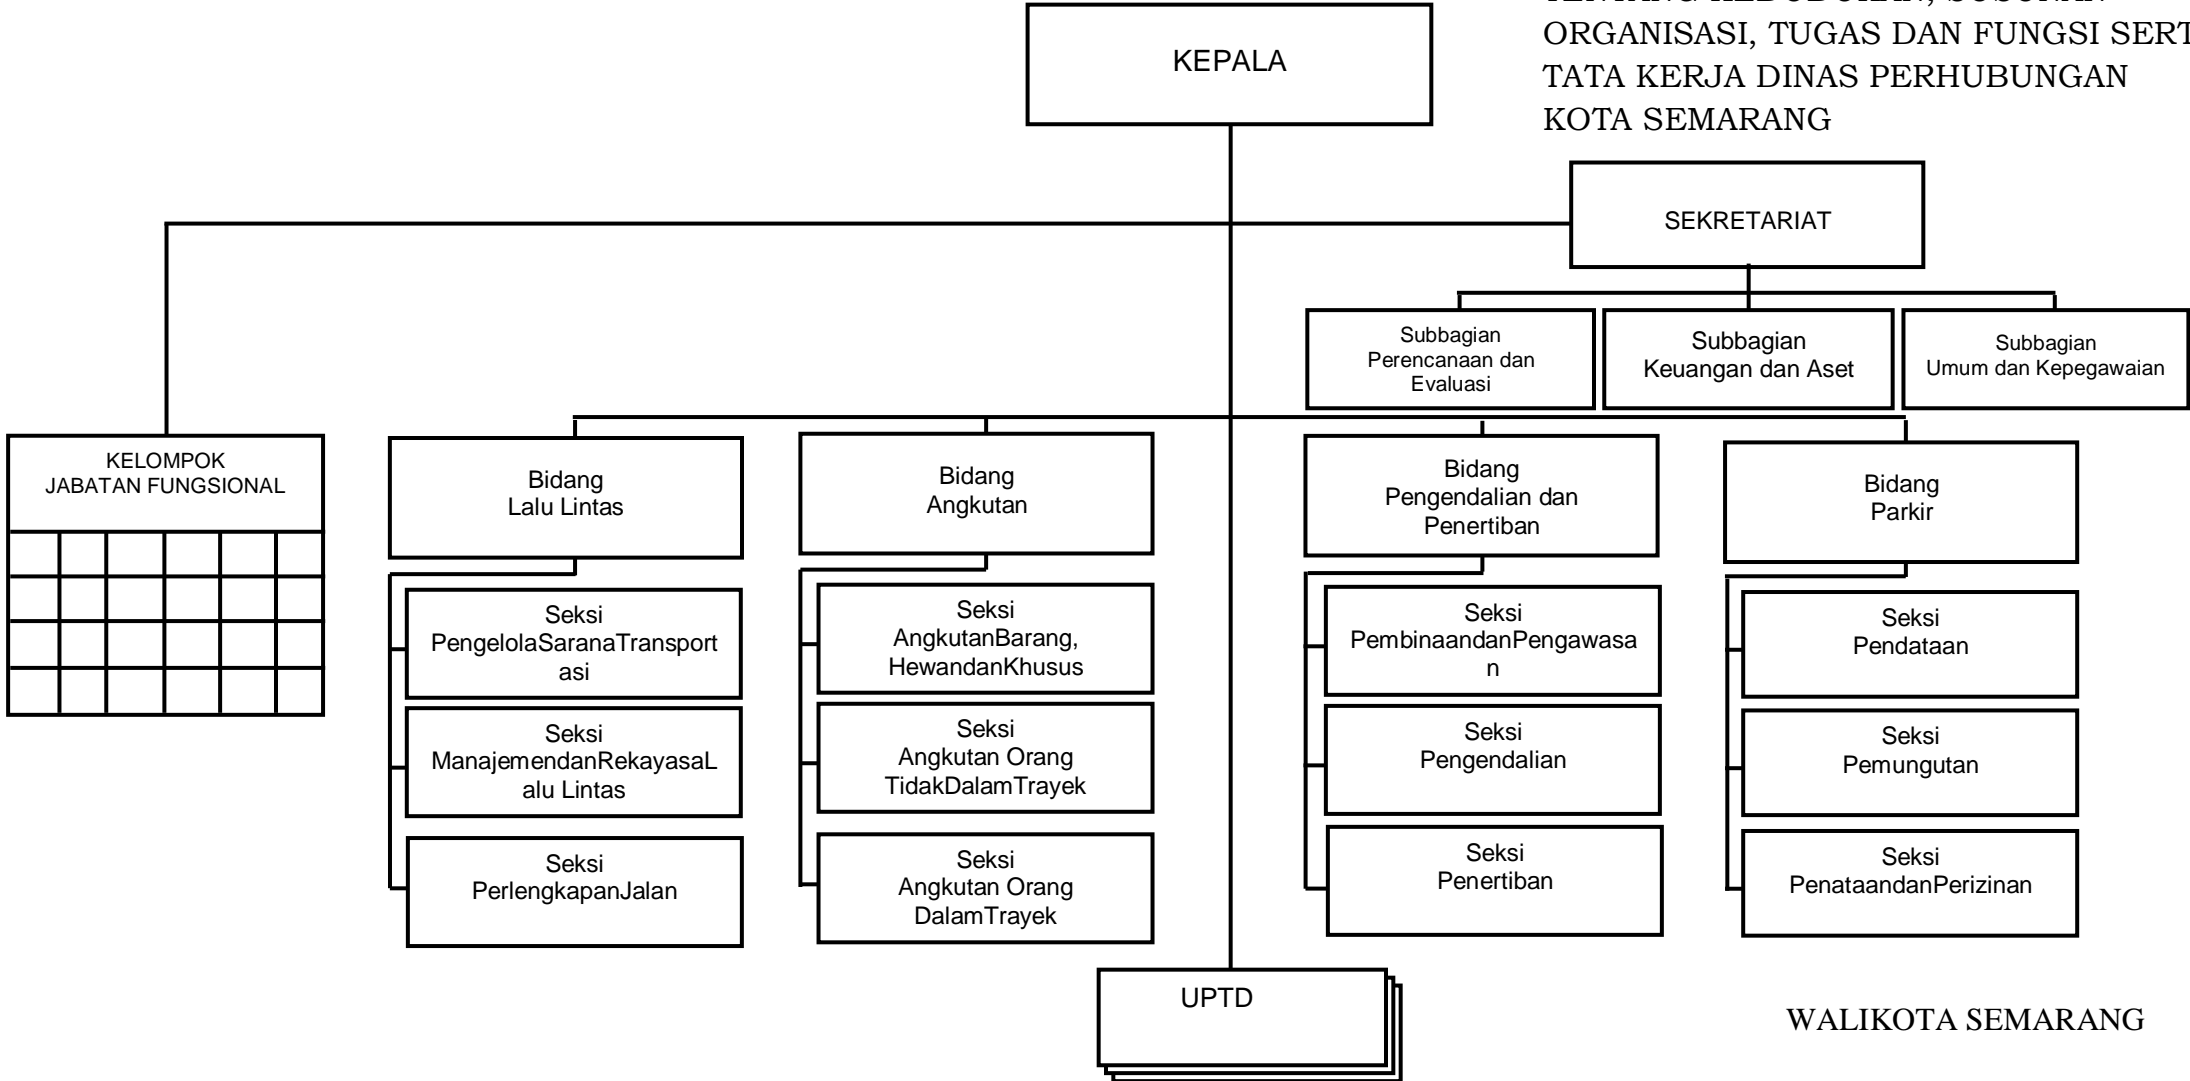 TENTANG KEDUDUKAN, SUSUNAN
ORGANISASI, TUGAS DAN FUNGSI SERT
TATA KERJA DINAS PERHUBUNGAN
KOTA SEMARANG
KEPALA
SEKRETARIAT
Subbagian
Perencanaan dan
Evaluasi
Subbagian
Keuangan dan Aset
Subbagian
Umum dan Kepegawaian
KELOMPOK
JABATAN FUNGSIONAL
Bidang
Lalu Lintas
Seksi
PengelolaSaranaTransport
asi
Seksi
ManajemendanRekayasaL
alu Lintas
Seksi
PerlengkapanJalan
Bidang
Angkutan
Seksi
AngkutanBarang,
HewandanKhusus
Seksi
Angkutan Orang
TidakDalamTrayek
Seksi
Angkutan Orang
DalamTrayek
Bidang
Pengendalian dan
Penertiban
Seksi
PembinaandanPengawasa
n
Seksi
Pengendalian
Seksi
Penertiban
Bidang
Parkir
Seksi
Pendataan
Seksi
Pemungutan
Seksi
PenataandanPerizinan
UPTD
WALIKOTA SEMARANG